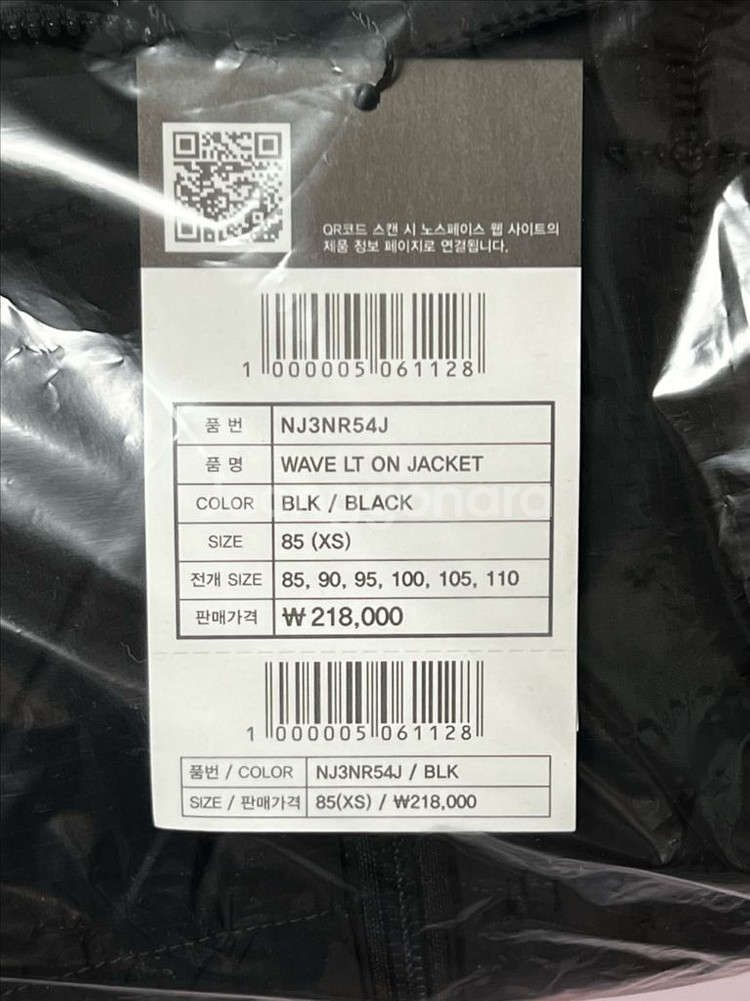 QR코드 스캔 시 노스페이스 웹 사이트의
제품 정보 페이지로 연결됩니다.
1 000005 061128
품 번 NJ3NR54J
품 명 WAVE LT ON JACKET
COLOR BLK / BLACK
SIZE 85 (XS)
전개 SIZE 85, 90, 95, 100, 105, 110
판매가격 ₩218,000
1 000005 061128
품번 / COLOR NJ3NR54J / BLK
SIZE / 판매가격 85(XS) / ₩218,000